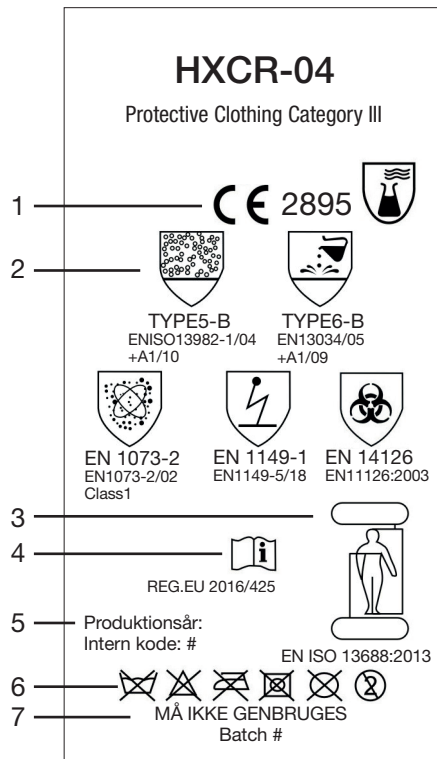 HXCR-04
Protective Clothing Category III
1
CE 2895
2
TYPE5-B
ENISO13982-1/04
+A1/10
TYPE6-B
EN13034/05
+A1/09
EN 1073-2
EN1073-2/02
Class1
EN 1149-1
EN1149-5/18
EN 14126
EN11126:2003
3
4
i
REG.EU 2016/425
5
Produktionsår:
Intern kode: #
EN ISO 13688:2013
6
2
7
MÅ IKKE GENBRUGES
Batch #